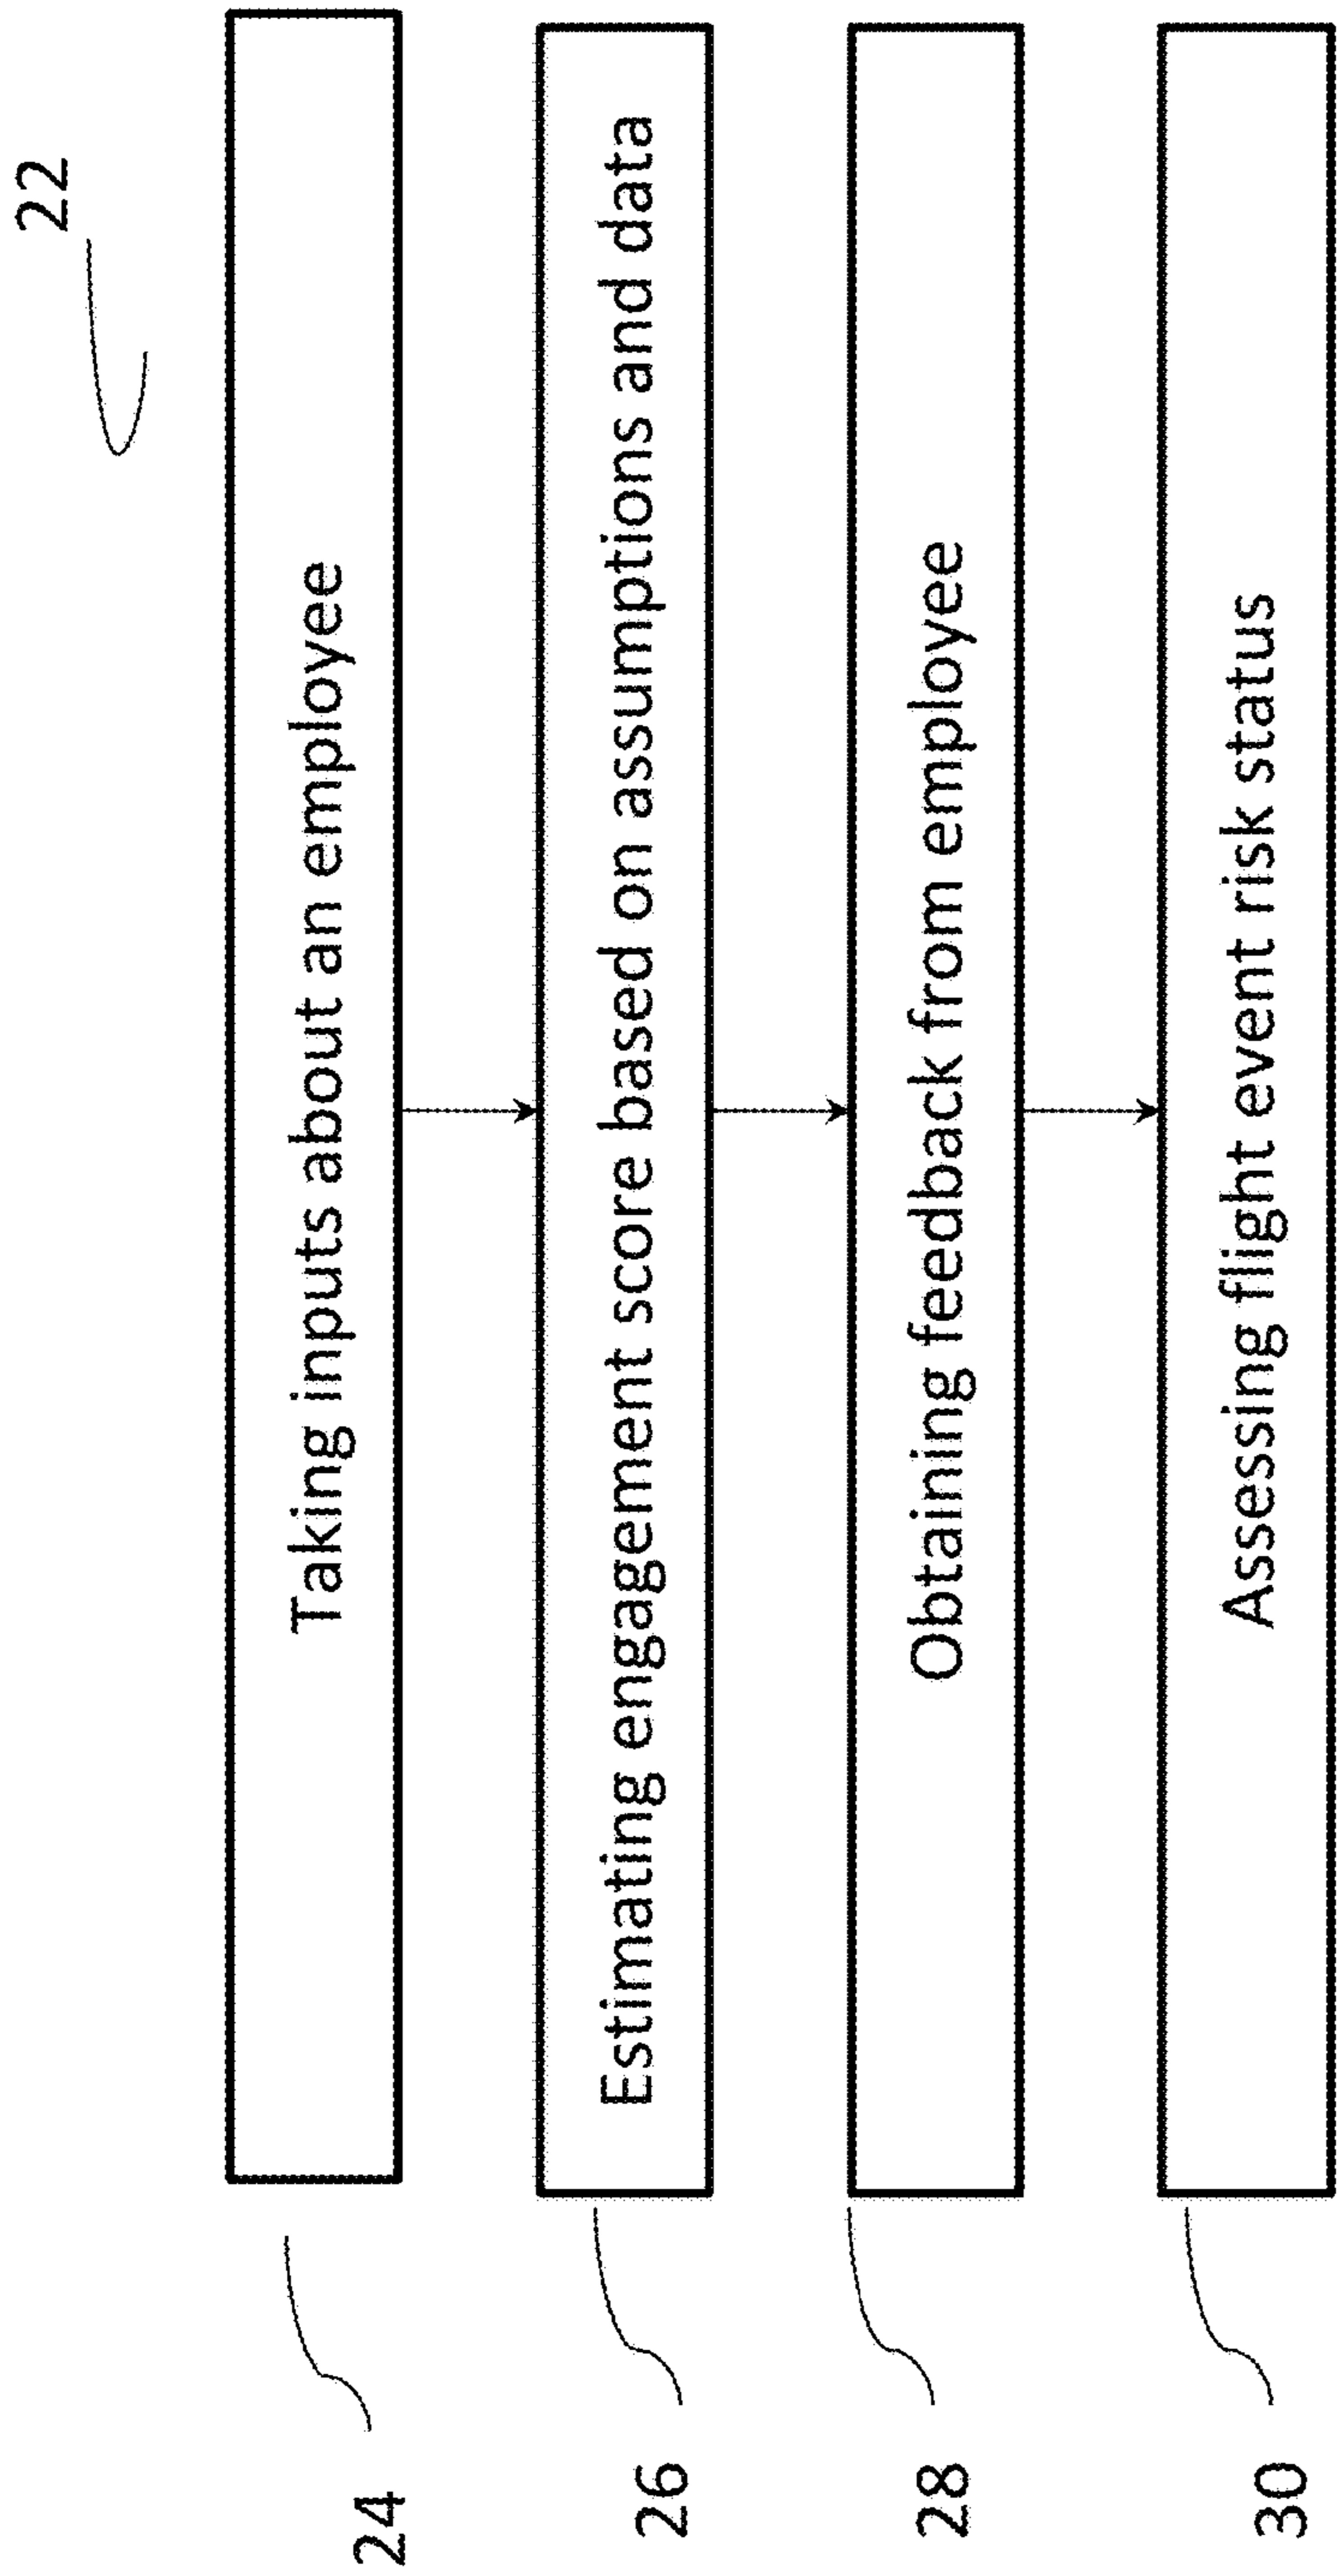 22
24
Taking inputs about an employee
26
Estimating engagement score based on assumptions and data
28
Obtaining feedback from employee
30
Assessing flight event risk status